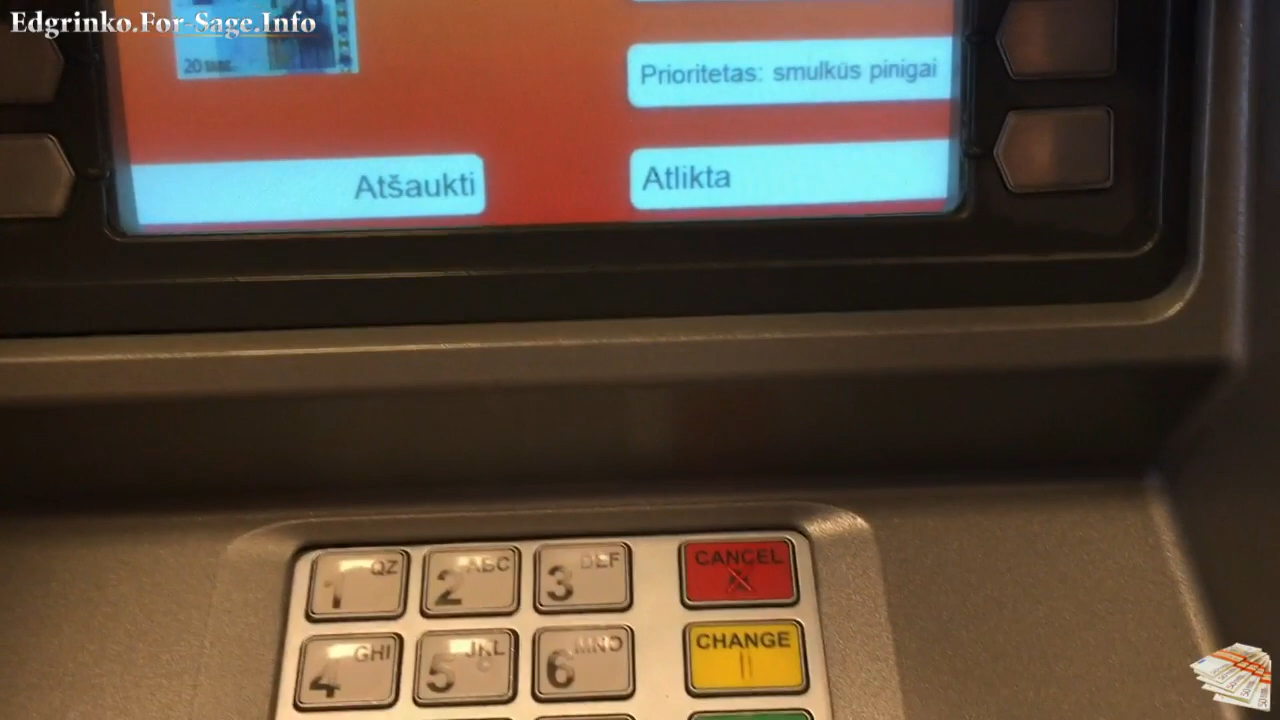 Edgrinko.For-Sage.Info
20
Prioritetas: smulkūs pinigai
Atšaukti
Atlikta
1 QZ
2 ABC
3 DEF
CANCEL
4 GHI
5 JKL
6 MNO
CHANGE